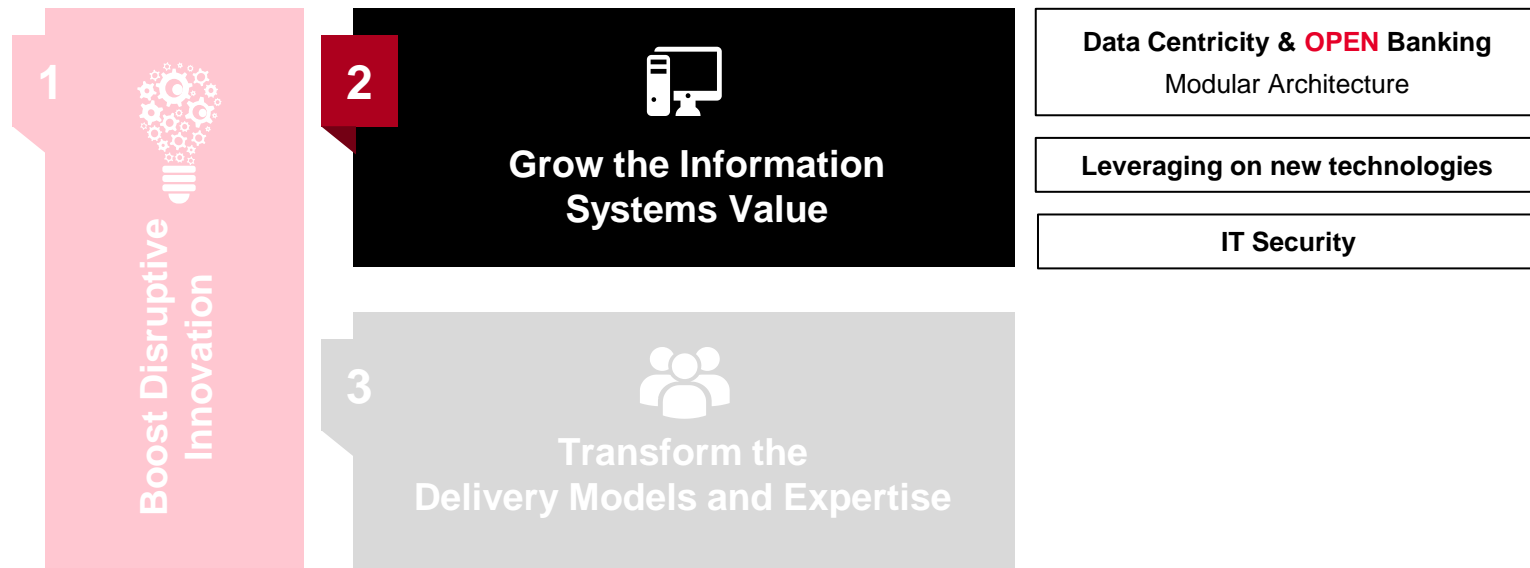 1
Boost Disruptive
Innovation
2
Grow the Information
Systems Value
Data Centricity & OPEN Banking
Modular Architecture
Leveraging on new technologies
IT Security
3
Transform the
Delivery Models and Expertise